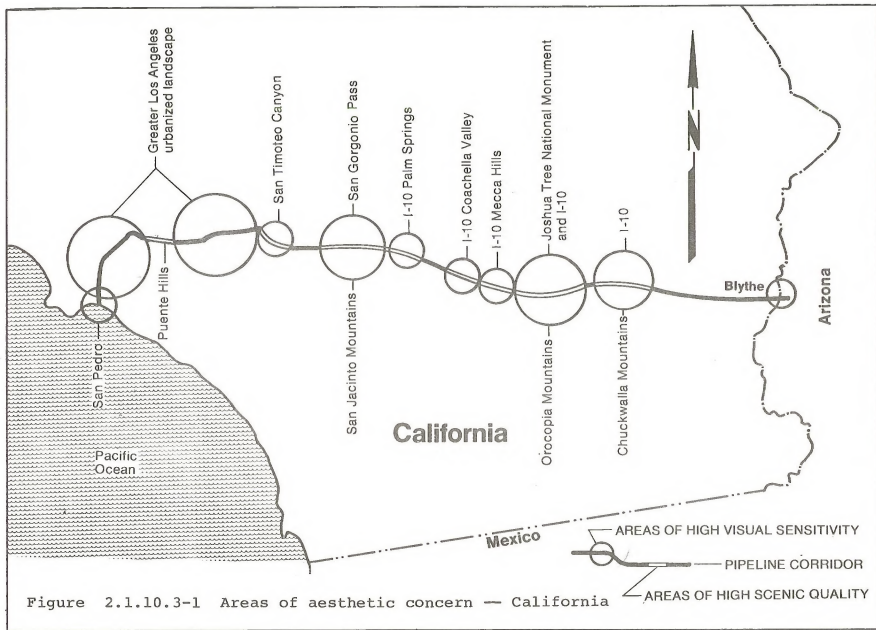 Greater Los Angeles
urbanized landscape
San Timoteo Canyon
San Gorgonio Pass
I-10 Palm Springs
I-10 Coachella Valley
I-10 Mecca Hills
Joshua Tree National Monument
and I-10
I-10
N
San Pedro
Puente Hills
San Jacinto Mountains
Orocopia Mountains
Chuckwalla Mountains
Blythe
Arizona
California
Pacific
Ocean
Mexico
AREAS OF HIGH VISUAL SENSITIVITY
PIPELINE CORRIDOR
AREAS OF HIGH SCENIC QUALITY
Figure 2.1.10.3-1 Areas of aesthetic concern — California